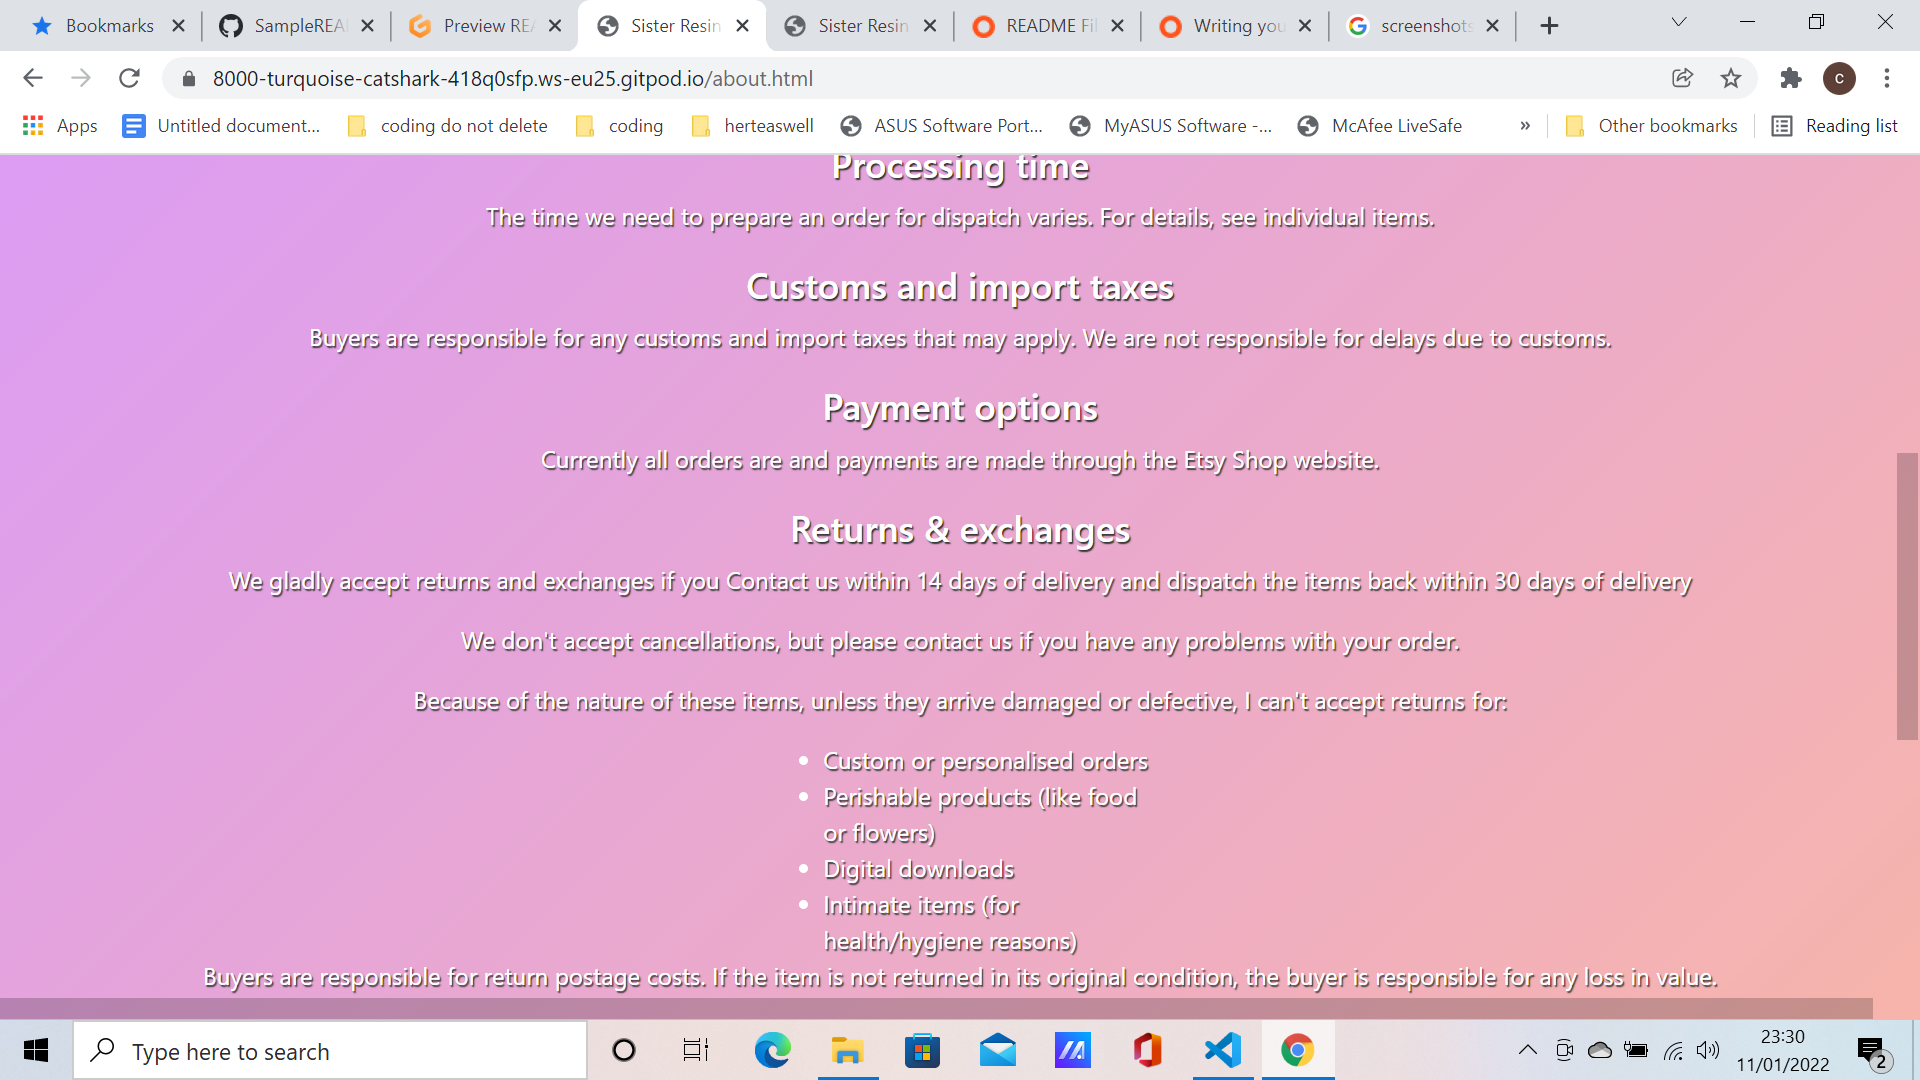 Bookmarks
SampleREA
Preview REA
Sister Resin
Sister Resin
README Fil
Writing you
screenshots
8000-turquoise-catshark-418q0sfp.ws-eu25.gitpod.io/about.html
C
Apps
Untitled document...
coding do not delete
coding
herteaswell
ASUS Software Port...
MyASUS Software -...
McAfee LiveSafe
»
Other bookmarks
Reading list
Processing time
The time we need to prepare an order for dispatch varies. For details, see individual items.
Customs and import taxes
Buyers are responsible for any customs and import taxes that may apply. We are not responsible for delays due to customs.
Payment options
Currently all orders are and payments are made through the Etsy Shop website.
Returns & exchanges
We gladly accept returns and exchanges if you Contact us within 14 days of delivery and dispatch the items back within 30 days of delivery
We don't accept cancellations, but please contact us if you have any problems with your order.
Because of the nature of these items, unless they arrive damaged or defective, I can't accept returns for:
Custom or personalised orders
Perishable products (like food
or flowers)
Digital downloads
Intimate items (for
health/hygiene reasons)
Buyers are responsible for return postage costs. If the item is not returned in its original condition, the buyer is responsible for any loss in value.
Type here to search
23:30
11/01/2022
2